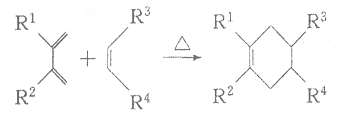 R¹ R³ R¹ R³
+ △
R² R⁴ R² R⁴